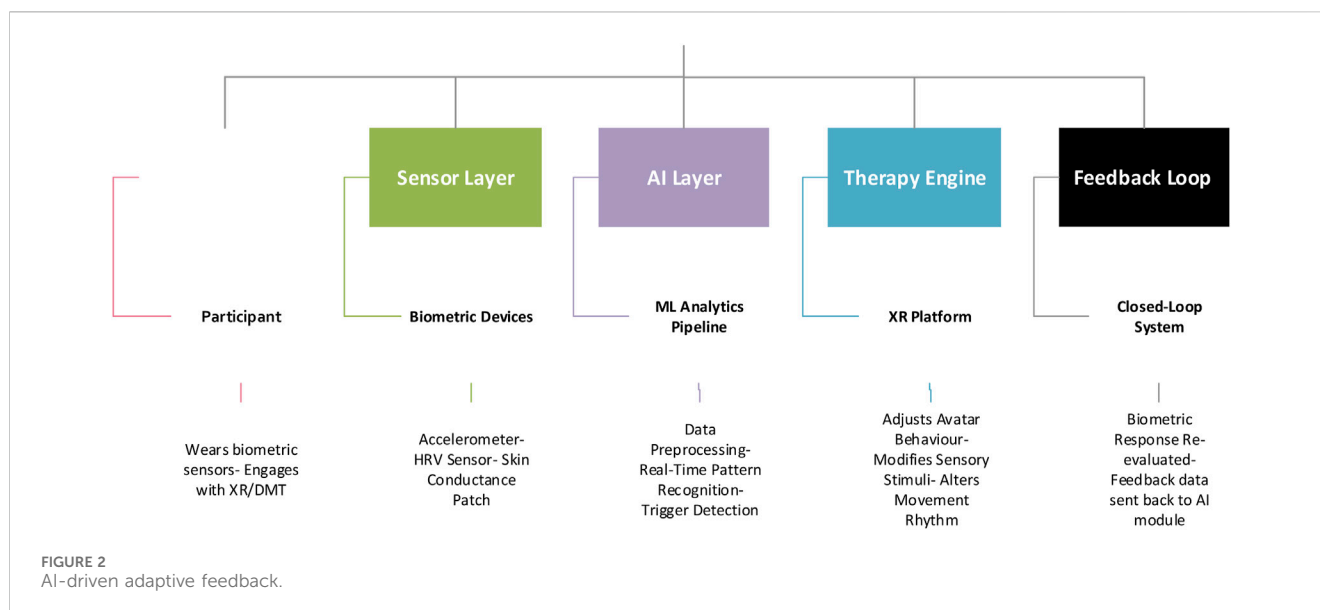 Sensor Layer
AI Layer
Therapy Engine
Feedback Loop
Participant
Biometric Devices
ML Analytics
Pipeline
XR Platform
Closed-Loop
System
Wears biometric
sensors- Engages
with XR/DMT
Accelerometer-
HRV Sensor- Skin
Conductance
Patch
Data
Preprocessing-
Real-Time Pattern
Recognition-
Trigger Detection
Adjusts Avatar
Behaviour-
Modifies Sensory
Stimuli- Alters
Movement
Rhythm
Biometric
Response Re-
evaluated-
Feedback data
sent back to AI
module
FIGURE 2
AI-driven adaptive feedback.